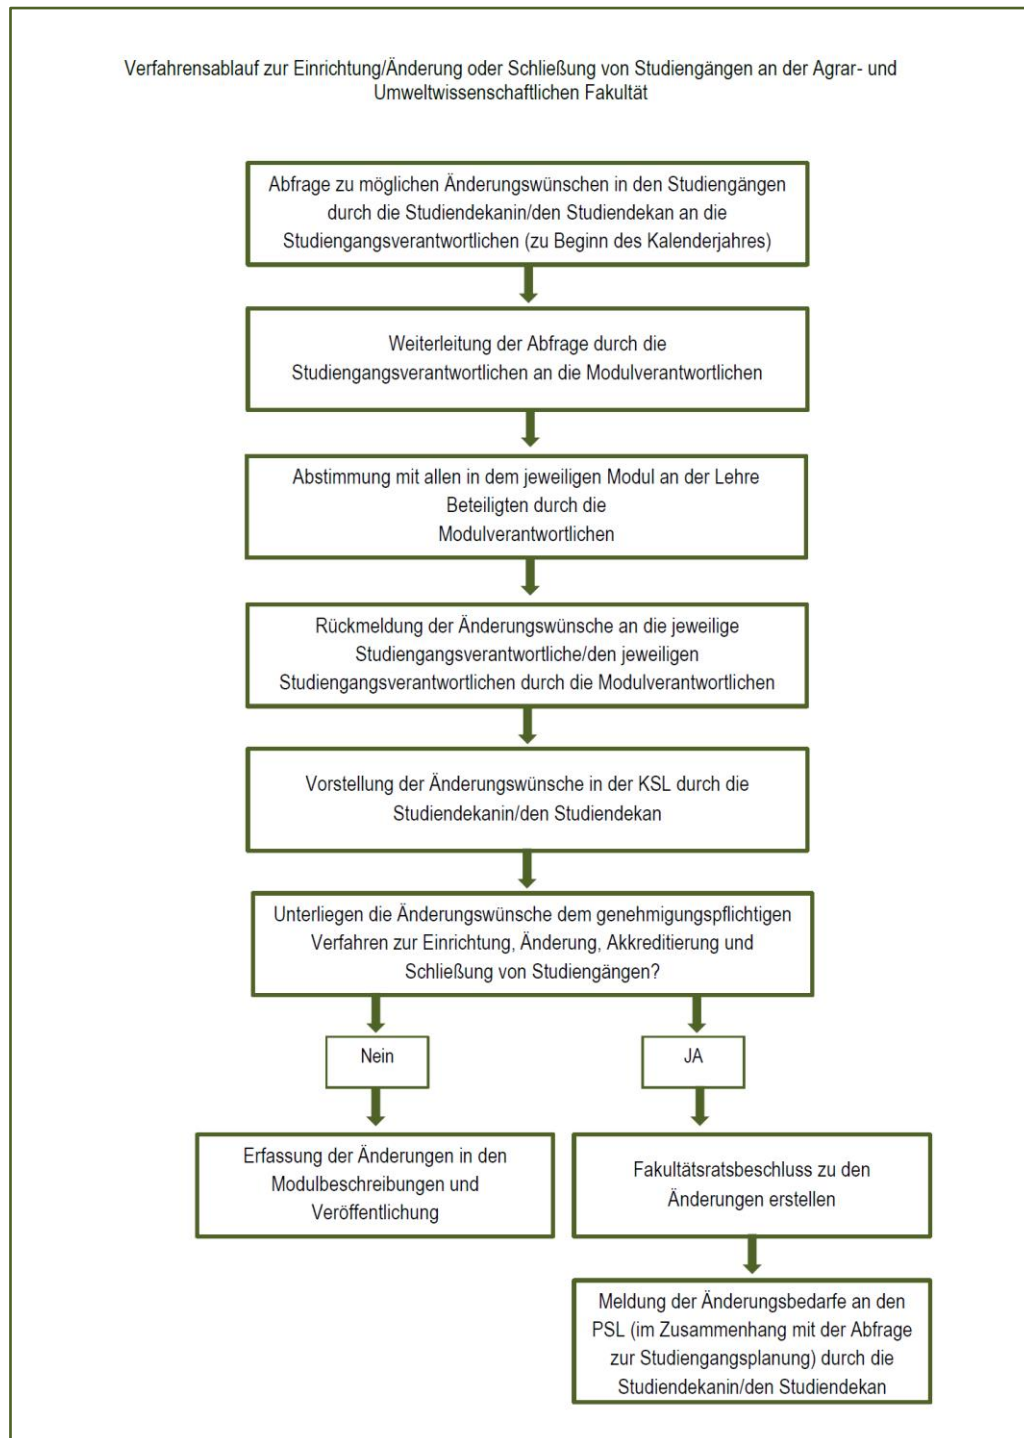 Verfahrensablauf zur Einrichtung/Änderung oder Schließung von Studiengängen an der Agrar- und
Umweltwissenschaftlichen Fakultät
Abfrage zu möglichen Änderungswünschen in den Studiengängen
durch die Studiendekanin/den Studiendekan an die
Studiengangsverantwortlichen (zu Beginn des Kalenderjahres)
Weiterleitung der Abfrage durch die
Studiengangsverantwortlichen an die Modulverantwortlichen
Abstimmung mit allen in dem jeweiligen Modul an der Lehre
Beteiligten durch die
Modulverantwortlichen
Rückmeldung der Änderungswünsche an die jeweilige
Studiengangsverantwortliche/den jeweiligen
Studiengangsverantwortlichen durch die Modulverantwortlichen
Vorstellung der Änderungswünsche in der KSL durch die
Studiendekanin/den Studiendekan
Unterliegen die Änderungswünsche dem genehmigungspflichtigen
Verfahren zur Einrichtung, Änderung, Akkreditierung und
Schließung von Studiengängen?
Nein
JA
Erfassung der Änderungen in den
Modulbeschreibungen und
Veröffentlichung
Fakultätsratsbeschluss zu den
Änderungen erstellen
Meldung der Änderungsbedarfe an den
PSL (im Zusammenhang mit der Abfrage
zur Studiengangsplanung) durch die
Studiendekanin/den Studiendekan